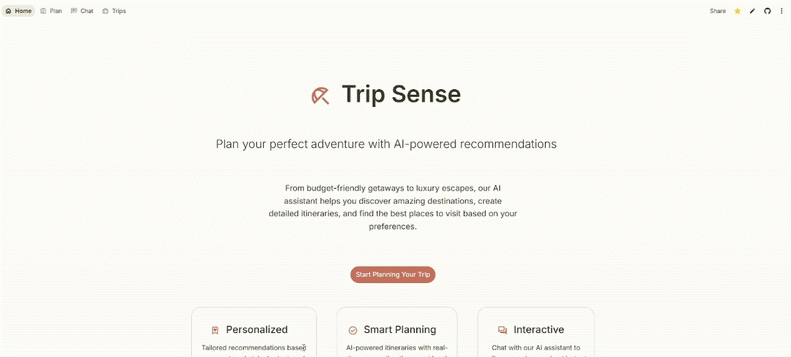 Home Plan Chat Trips Share
Trip Sense
Plan your perfect adventure with AI-powered recommendations
From budget-friendly getaways to luxury escapes, our AI
assistant helps you discover amazing destinations, create
detailed itineraries, and find the best places to visit based on your
preferences.
Start Planning Your Trip
Personalized
Tailored recommendations based
Smart Planning
AI-powered itineraries with real-
Interactive
Chat with our AI assistant to